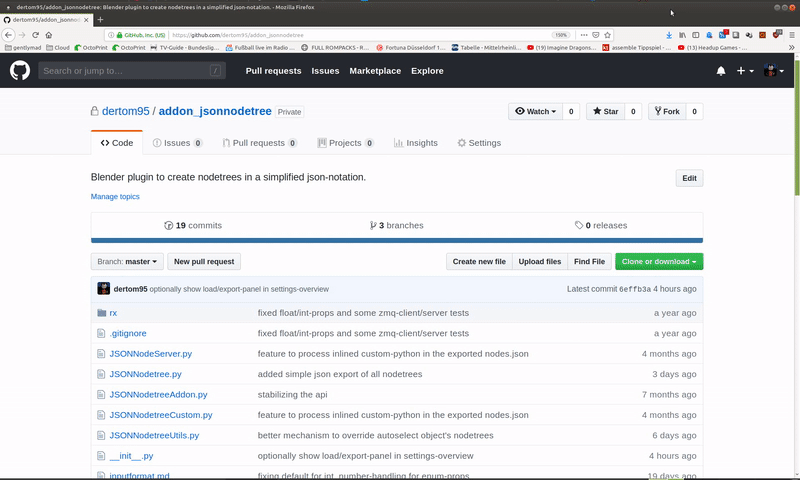 dertom95/addon_jsonnodetree: Blender plugin to create nodetrees in a simplified json-notation. - Mozilla Firefox
dertom95/addon_jsonnodetree
GitHub, Inc. (US) https://github.com/dertom95/addon_jsonnodetree 150%
gentlymad Cloud OctoPrint OctoPrint TV-Guide - Bundeslig... Fußball live im Radio ... FULL ROMPACKS - R... Fortuna Düsseldorf 1... Tabelle - Mittelrheinli... (19) Imagine Dragons... assemble Tippspiel - ... (13) Headup Games - ...
Search or jump to... / Pull requests Issues Marketplace Explore
dertom95 / addon_jsonnodetree Private Watch 0 Star 0 Fork 0
Code Issues 0 Pull requests 0 Projects 0 Insights Settings
Blender plugin to create nodetrees in a simplified json-notation. Edit
Manage topics
19 commits 3 branches 0 releases
Branch: master New pull request Create new file Upload files Find File Clone or download
dertom95 optionally show load/export-panel in settings-overview Latest commit 6effb3a 4 hours ago
rx fixed float/int-props and some zmq-client/server tests a year ago
.gitignore fixed float/int-props and some zmq-client/server tests a year ago
JSONNodeServer.py feature to process inlined custom-python in the exported nodes.json 4 months ago
JSONNodetree.py added simple json export of all nodetrees 3 days ago
JSONNodetreeAddon.py stabilizing the api 7 months ago
JSONNodetreeCustom.py feature to process inlined custom-python in the exported nodes.json 4 months ago
JSONNodetreeUtils.py better mechanism to override autoselect object's nodetrees 6 days ago
__init__.py optionally show load/export-panel in settings-overview 4 hours ago
inputformat.md fixing default for int, number-handling for enum-props 19 days ago